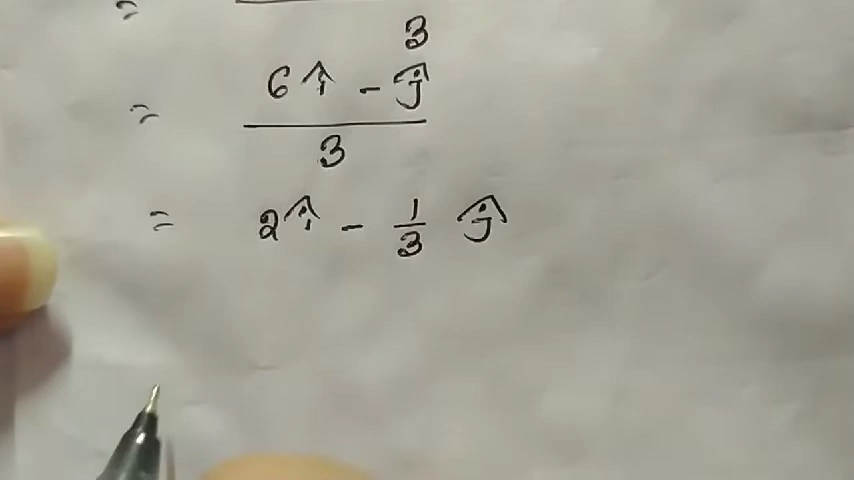 =
3
= 6î - ĵ
3
= 2î - 1/3 ĵ